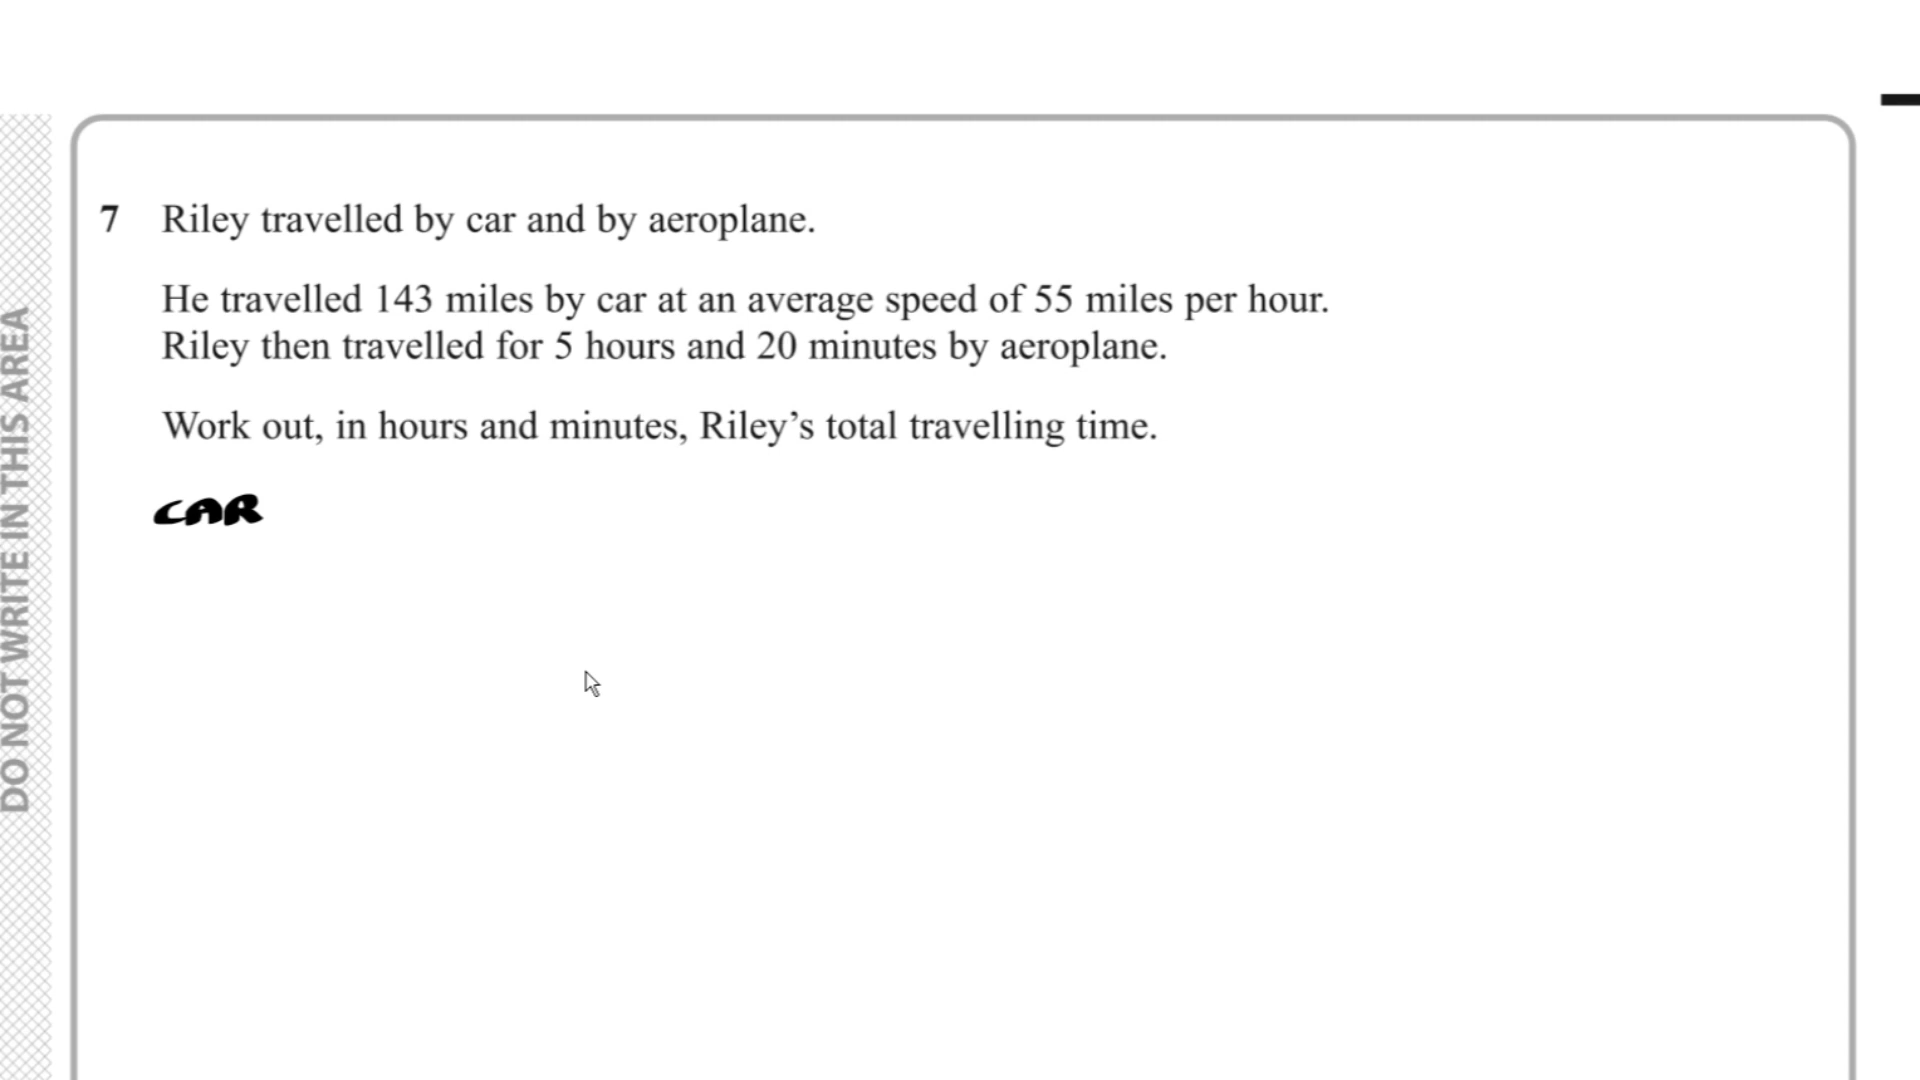 DO NOT WRITE IN THIS AREA
7 Riley travelled by car and by aeroplane.
He travelled 143 miles by car at an average speed of 55 miles per hour.
Riley then travelled for 5 hours and 20 minutes by aeroplane.
Work out, in hours and minutes, Riley’s total travelling time.
CAR